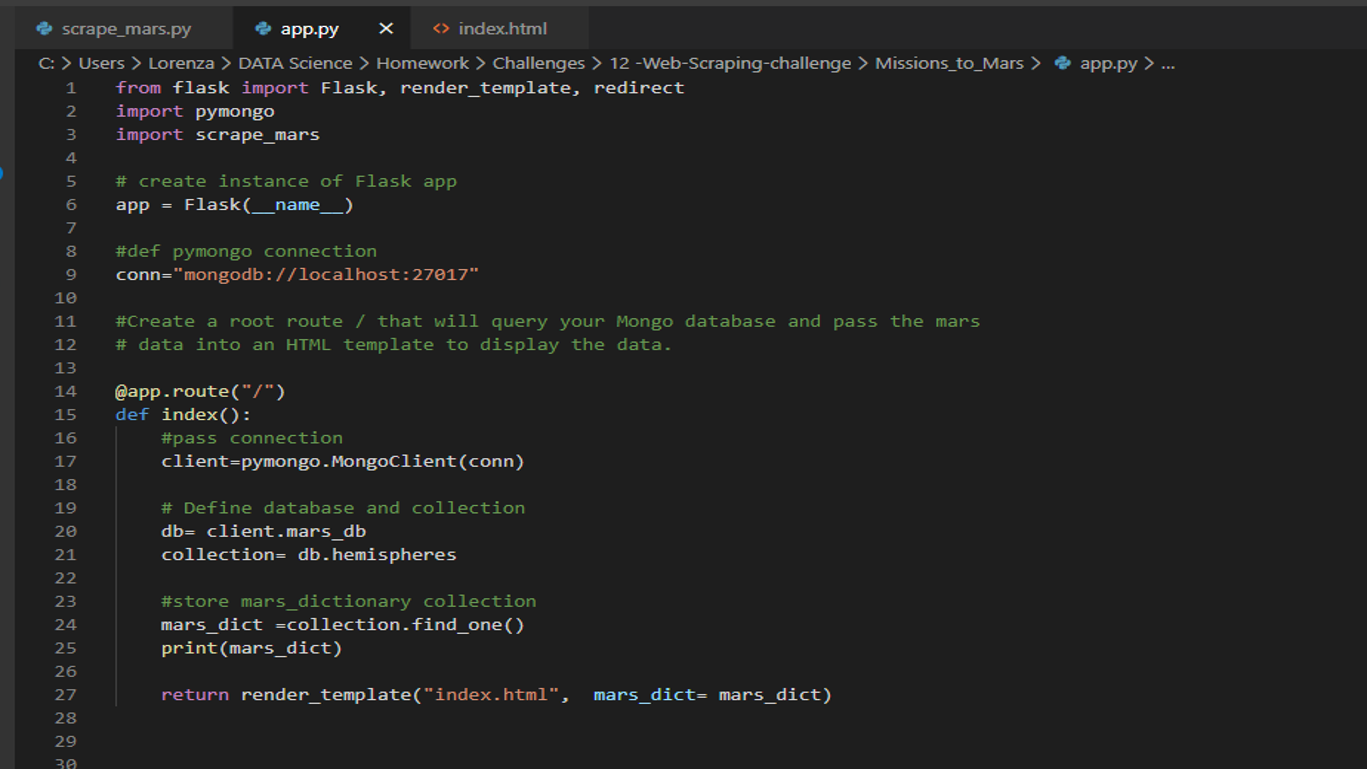 scrape_mars.py app.py index.html
C: > Users > Lorenza > DATA Science > Homework > Challenges > 12 -Web-Scraping-challenge > Missions_to_Mars > app.py > ...
1 from flask import Flask, render_template, redirect
2 import pymongo
3 import scrape_mars
4
5 # create instance of Flask app
6 app = Flask(__name__)
7
8 #def pymongo connection
9 conn="mongodb://localhost:27017"
10
11 #Create a root route / that will query your Mongo database and pass the mars
12 # data into an HTML template to display the data.
13
14 @app.route("/")
15 def index():
16     #pass connection
17     client=pymongo.MongoClient(conn)
18
19     # Define database and collection
20     db= client.mars_db
21     collection= db.hemispheres
22
23     #store mars_dictionary collection
24     mars_dict =collection.find_one()
25     print(mars_dict)
26
27     return render_template("index.html",  mars_dict= mars_dict)
28
29
30